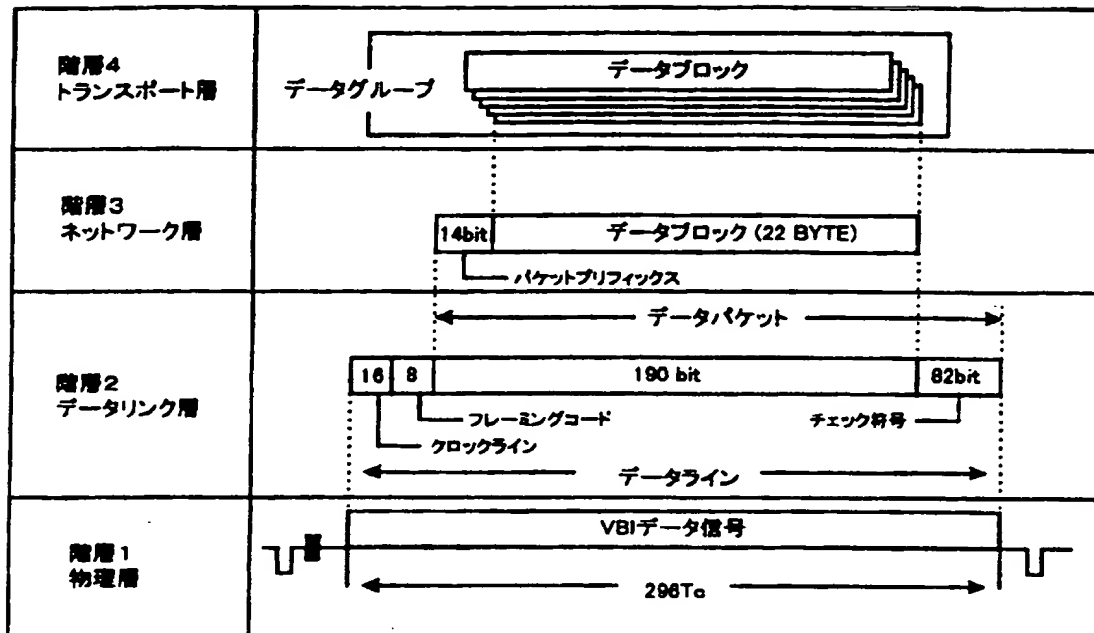 階層4
トランスポート層
データグループ
データブロック
階層3
ネットワーク層
14bit
データブロック (22 BYTE)
パケットプリフィックス
データパケット
階層2
データリンク層
16
8
190 bit
82bit
フレーミングコード
チェック符号
クロックライン
データライン
階層1
物理層
VBIデータ信号
296Tc